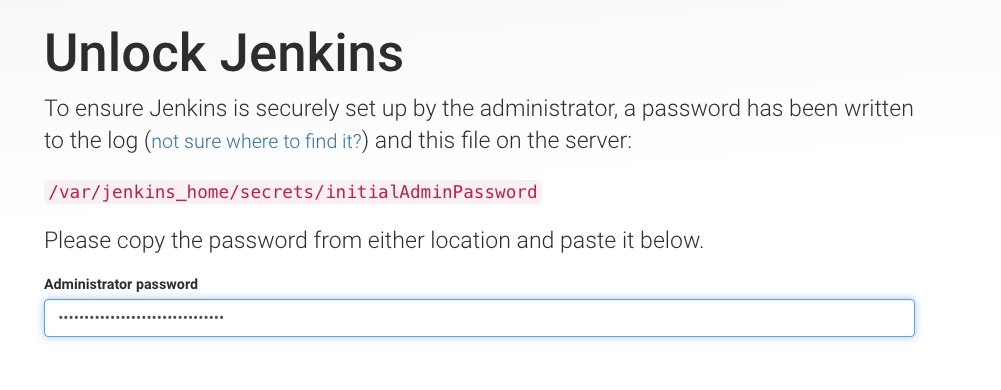 Unlock Jenkins
To ensure Jenkins is securely set up by the administrator, a password has been written
to the log (not sure where to find it?) and this file on the server:
/var/jenkins_home/secrets/initialAdminPassword
Please copy the password from either location and paste it below.
Administrator password
••••••••••••••••••••••••••••••••